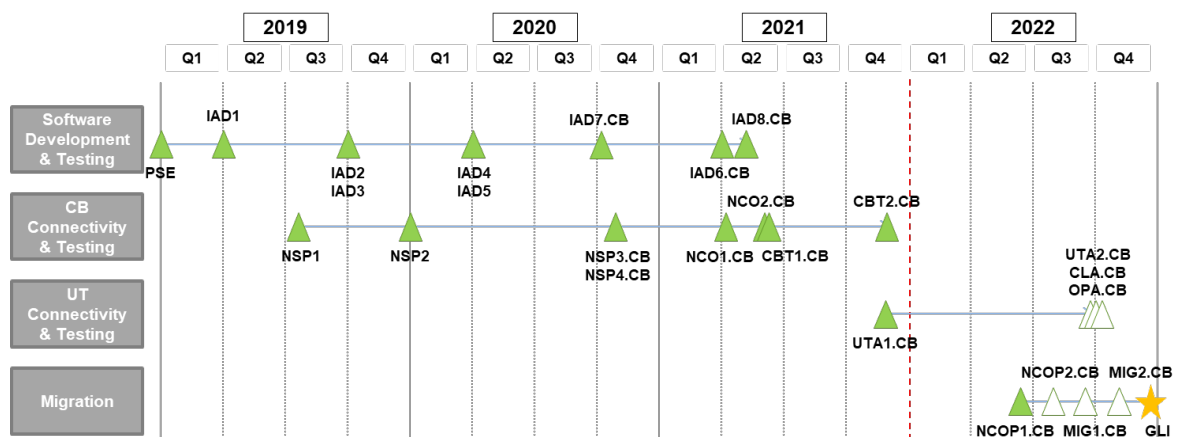 2019
2020
2021
2022
Q1 Q2 Q3 Q4 Q1 Q2 Q3 Q4 Q1 Q2 Q3 Q4 Q1 Q2 Q3 Q4
Software
Development
& Testing
IAD1
IAD7.CB
IAD8.CB
PSE
IAD2
IAD3
IAD4
IAD5
IAD6.CB
CB
Connectivity
& Testing
NCO2.CB
CBT2.CB
NSP1
NSP2
NSP3.CB
NSP4.CB
NCO1.CB
CBT1.CB
UT
Connectivity
& Testing
UTA2.CB
CLA.CB
OPA.CB
UTA1.CB
Migration
NCOP2.CB
MIG2.CB
NCOP1.CB
MIG1.CB
GLI